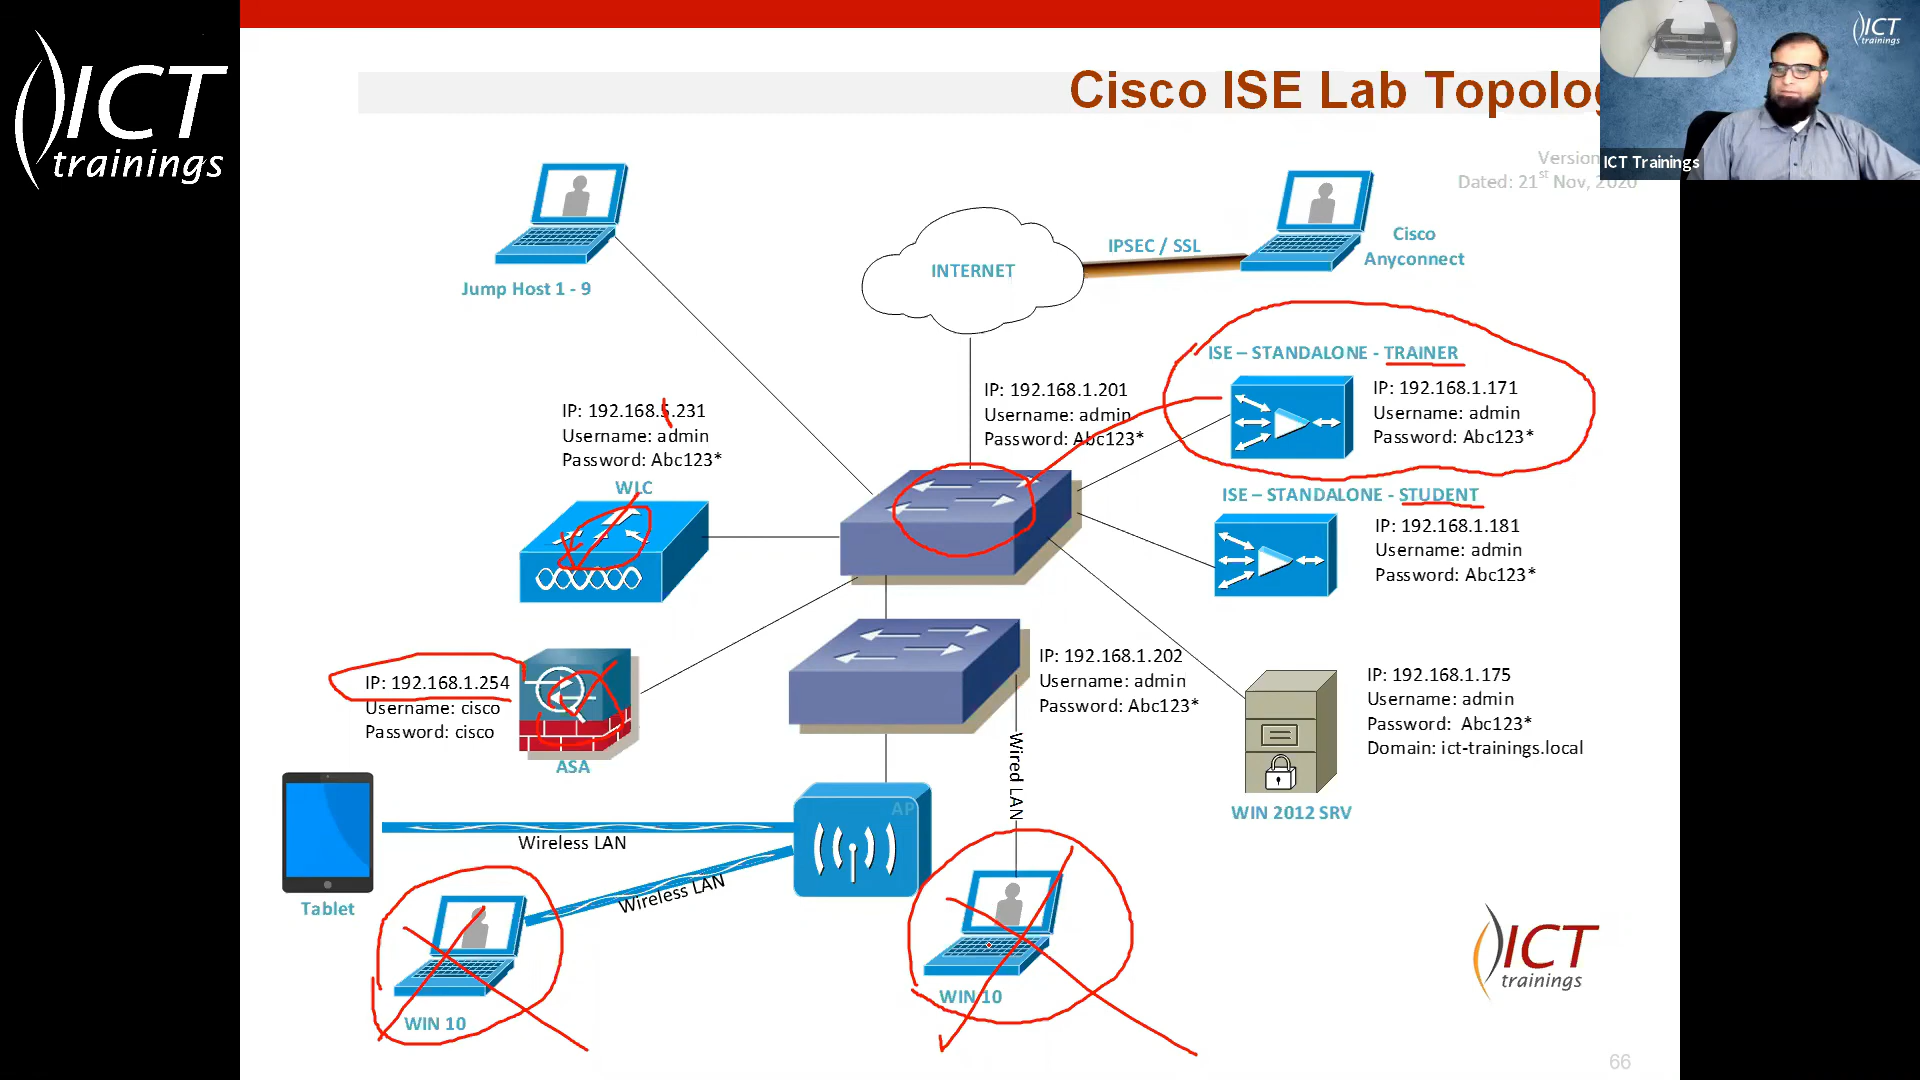 ICT
trainings
Cisco ISE Lab Topolog
ICT
trainings
ICT Trainings
Version
Dated: 21st Nov, 2020
Jump Host 1 - 9
INTERNET
IPSEC / SSL
Cisco
Anyconnect
ISE – STANDALONE - TRAINER
IP: 192.168.1.171
Username: admin
Password: Abc123*
IP: 192.168.1.201
Username: admin
Password: Abc123*
IP: 192.168.5.231
Username: admin
Password: Abc123*
WLC
ISE – STANDALONE - STUDENT
IP: 192.168.1.181
Username: admin
Password: Abc123*
IP: 192.168.1.254
Username: cisco
Password: cisco
ASA
IP: 192.168.1.202
Username: admin
Password: Abc123*
IP: 192.168.1.175
Username: admin
Password: Abc123*
Domain: ict-trainings.local
WIN 2012 SRV
Wired LAN
AP
Wireless LAN
Wireless LAN
Tablet
WIN 10
WIN 10
ICT
trainings
66